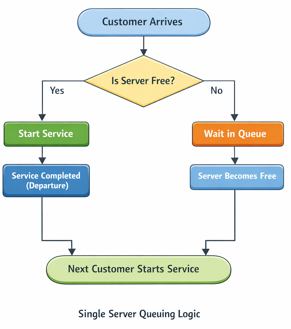 Customer Arrives
Is Server Free?
Yes
No
Start Service
Wait in Queue
Service Completed
(Departure)
Server Becomes Free
Next Customer Starts Service
Single Server Queuing Logic